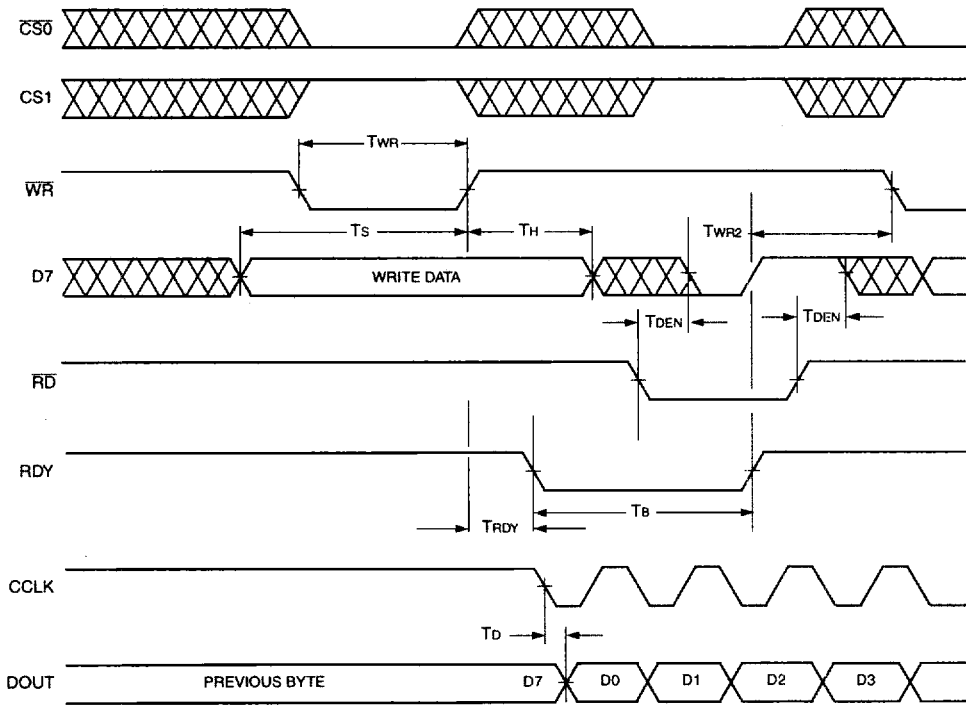 CS0
CS1
TWR
WR
TS
TH
TWR2
D7
WRITE DATA
TDEN
TDEN
RD
RDY
TB
TRDY
CCLK
TD
DOUT
PREVIOUS BYTE
D7
D0
D1
D2
D3